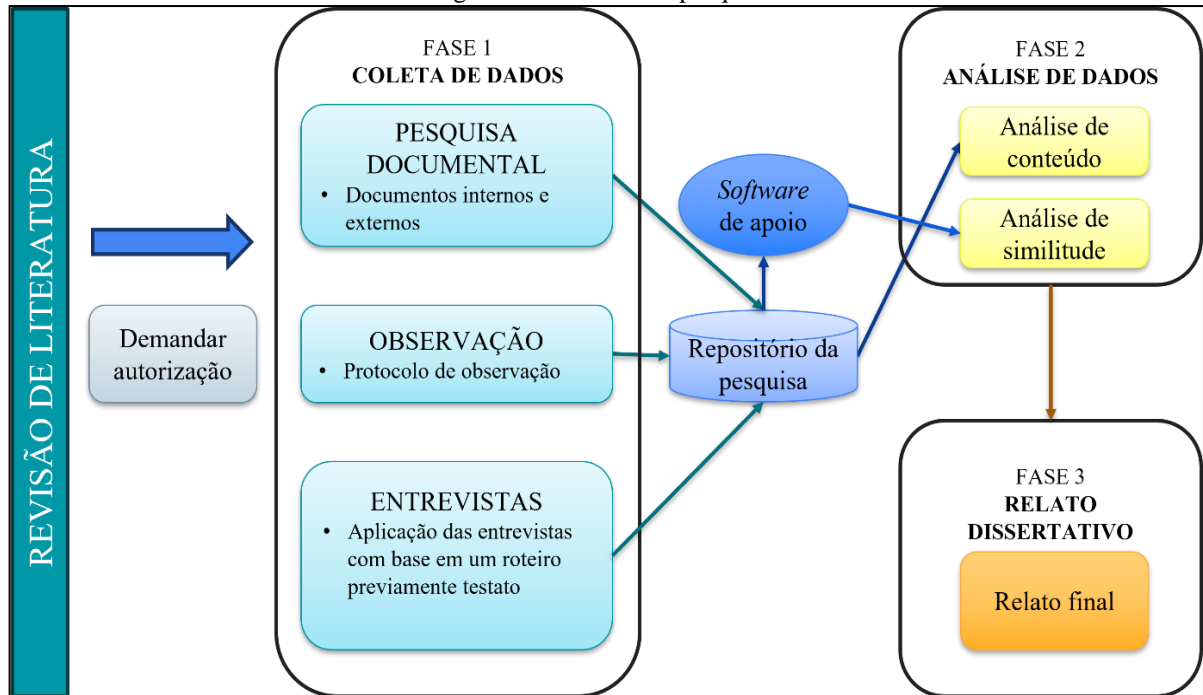 REVISÃO DE LITERATURA
Demandar
autorização
FASE 1
COLETA DE DADOS
PESQUISA
DOCUMENTAL
• Documentos internos e
externos
OBSERVAÇÃO
• Protocolo de observação
ENTREVISTAS
• Aplicação das entrevistas
com base em um roteiro
previamente testato
Software
de apoio
Repositório da
pesquisa
FASE 2
ANÁLISE DE DADOS
Análise de
conteúdo
Análise de
similitude
FASE 3
RELATO
DISSERTATIVO
Relato final